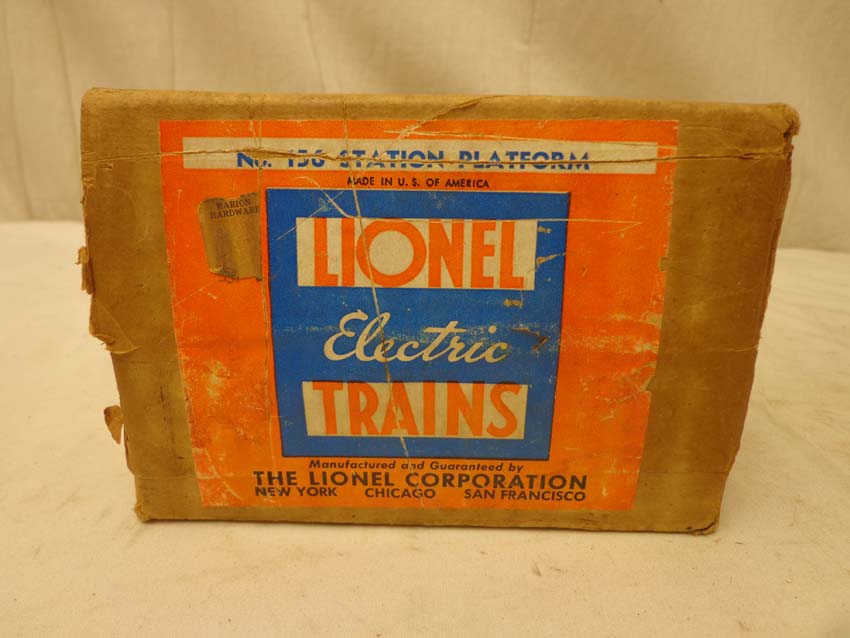 No. 156 STATION PLATFORM
MADE IN U. S. OF AMERICA
MARION
HARDWARE
LIONEL
Electric
TRAINS
Manufactured and Guaranteed by
THE LIONEL CORPORATION
NEW YORK CHICAGO SAN FRANCISCO